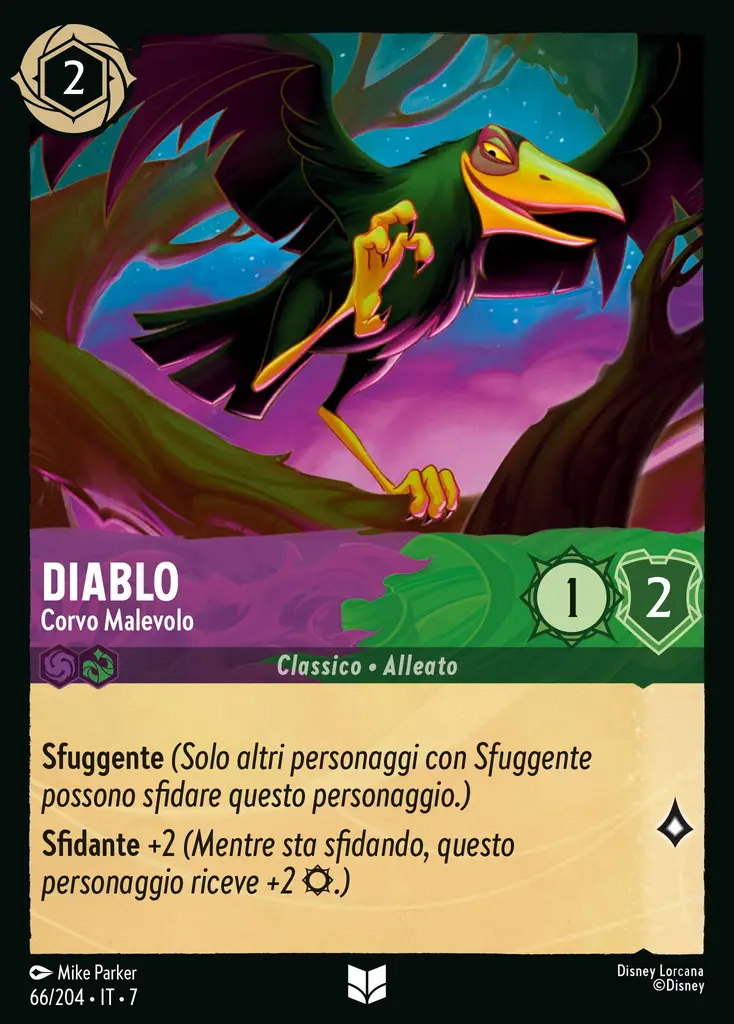 2
DIABLO
Corvo Malevolo
1
2
Classico • Alleato
Sfuggente (Solo altri personaggi con Sfuggente
possono sfidare questo personaggio.)
Sfidante +2 (Mentre sta sfidando, questo
personaggio riceve +2 .)
Mike Parker
66/204 • IT • 7
Disney Lorcana
©Disney